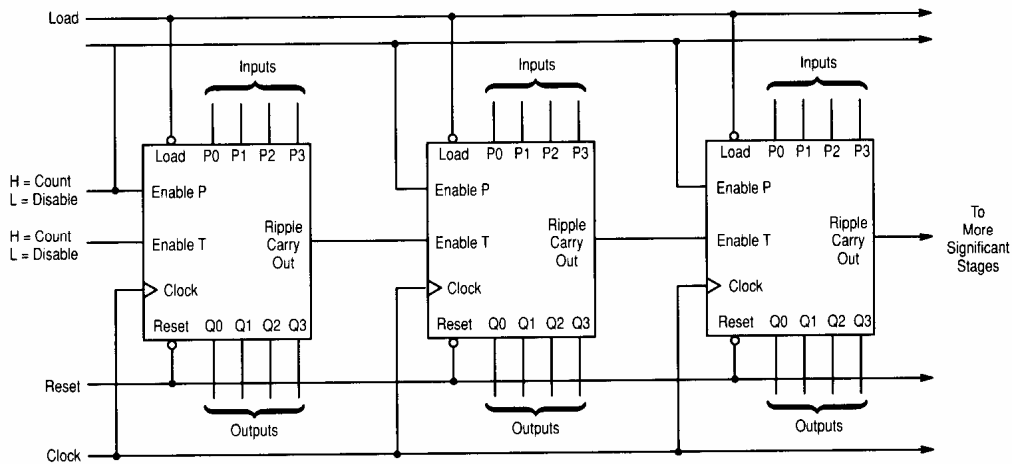 Load
Inputs
Inputs
Inputs
Load P0 P1 P2 P3
Load P0 P1 P2 P3
Load P0 P1 P2 P3
H = Count
L = Disable
Enable P
Enable P
Enable P
H = Count
L = Disable
Enable T
Ripple
Carry
Out
Enable T
Ripple
Carry
Out
Enable T
Ripple
Carry
Out
To
More
Significant
Stages
Clock
Clock
Clock
Reset Q0 Q1 Q2 Q3
Reset Q0 Q1 Q2 Q3
Reset Q0 Q1 Q2 Q3
Reset
Outputs
Outputs
Outputs
Clock